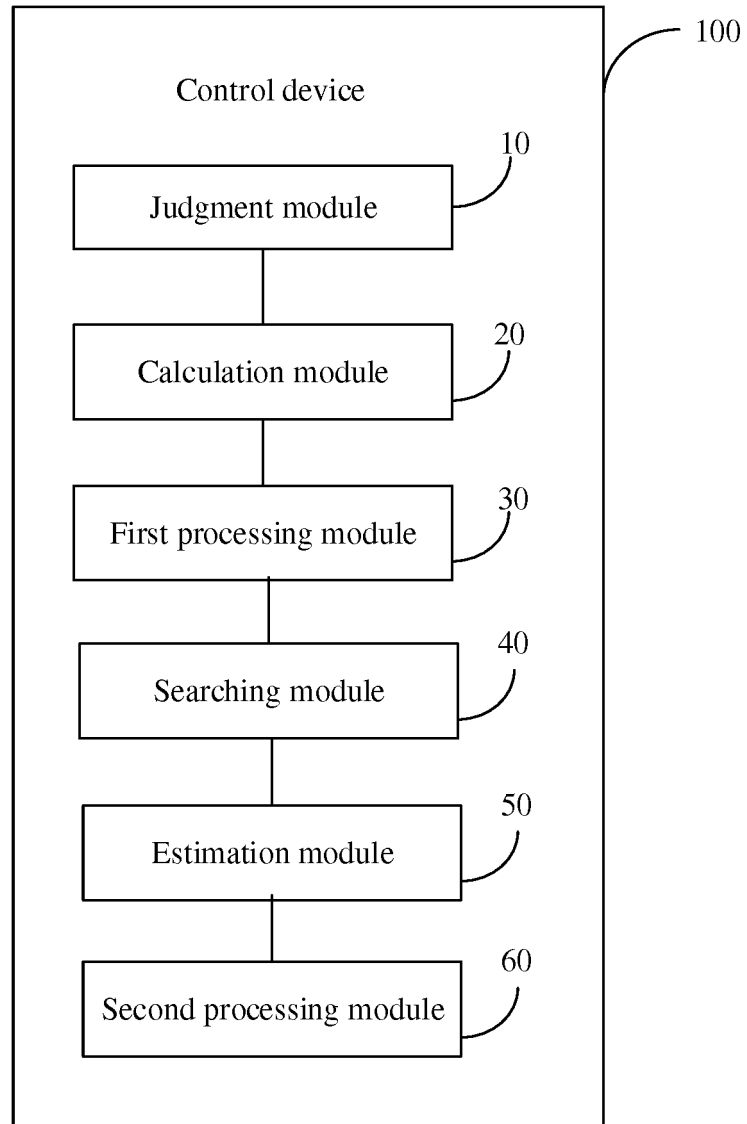 100
Control device
10
Judgment module
20
Calculation module
30
First processing module
40
Searching module
50
Estimation module
60
Second processing module